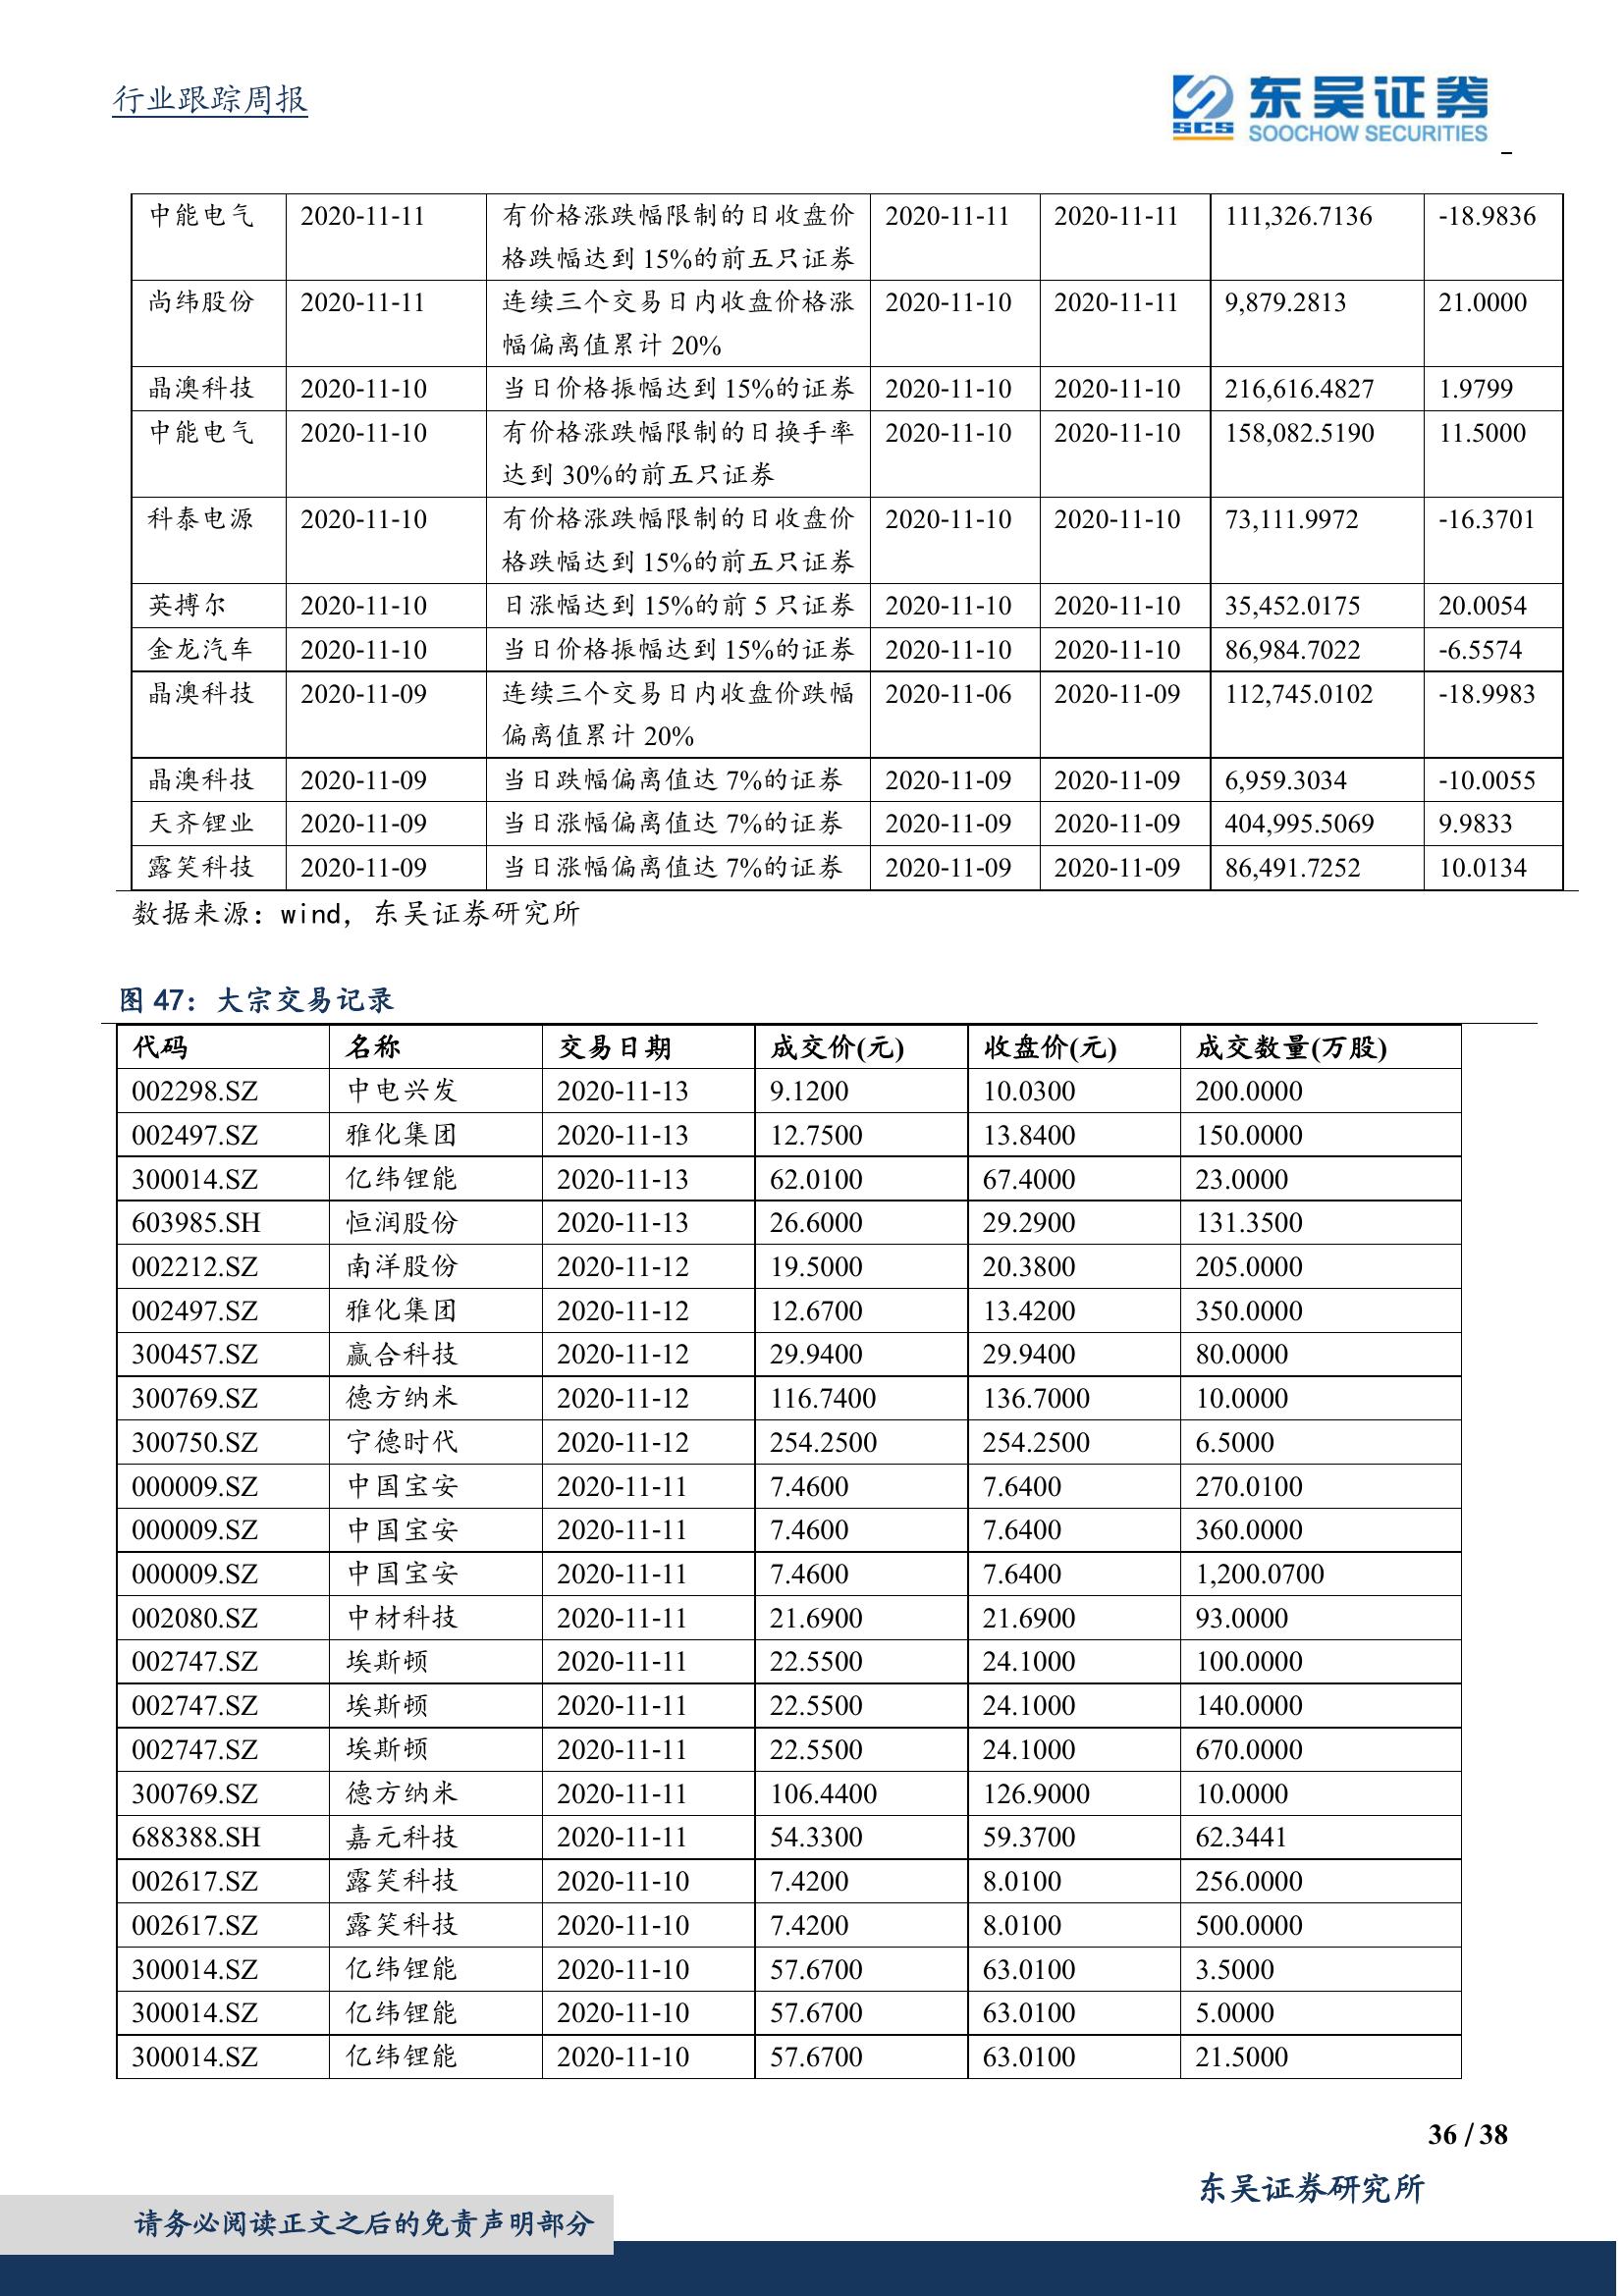 行业跟踪周报
SCS 东吴证券
SOOCHOW SECURITIES
中能电气 2020-11-11 有价格涨跌幅限制的日收盘价 2020-11-11 2020-11-11 111,326.7136 -18.9836
格跌幅达到 15%的前五只证券
尚纬股份 2020-11-11 连续三个交易日内收盘价格涨 2020-11-10 2020-11-11 9,879.2813 21.0000
幅偏离值累计 20%
晶澳科技 2020-11-10 当日价格振幅达到 15%的证券 2020-11-10 2020-11-10 216,616.4827 1.9799
中能电气 2020-11-10 有价格涨跌幅限制的日换手率 2020-11-10 2020-11-10 158,082.5190 11.5000
达到 30%的前五只证券
科泰电源 2020-11-10 有价格涨跌幅限制的日收盘价 2020-11-10 2020-11-10 73,111.9972 -16.3701
格跌幅达到 15%的前五只证券
英搏尔 2020-11-10 日涨幅达到 15%的前 5 只证券 2020-11-10 2020-11-10 35,452.0175 20.0054
金龙汽车 2020-11-10 当日价格振幅达到 15%的证券 2020-11-10 2020-11-10 86,984.7022 -6.5574
晶澳科技 2020-11-09 连续三个交易日内收盘价跌幅 2020-11-06 2020-11-09 112,745.0102 -18.9983
偏离值累计 20%
晶澳科技 2020-11-09 当日跌幅偏离值达 7%的证券 2020-11-09 2020-11-09 6,959.3034 -10.0055
天齐锂业 2020-11-09 当日涨幅偏离值达 7%的证券 2020-11-09 2020-11-09 404,995.5069 9.9833
露笑科技 2020-11-09 当日涨幅偏离值达 7%的证券 2020-11-09 2020-11-09 86,491.7252 10.0134
数据来源：wind，东吴证券研究所
图 47：大宗交易记录
代码 名称 交易日期 成交价(元) 收盘价(元) 成交数量(万股)
002298.SZ 中电兴发 2020-11-13 9.1200 10.0300 200.0000
002497.SZ 雅化集团 2020-11-13 12.7500 13.8400 150.0000
300014.SZ 亿纬锂能 2020-11-13 62.0100 67.4000 23.0000
603985.SH 恒润股份 2020-11-13 26.6000 29.2900 131.3500
002212.SZ 南洋股份 2020-11-12 19.5000 20.3800 205.0000
002497.SZ 雅化集团 2020-11-12 12.6700 13.4200 350.0000
300457.SZ 赢合科技 2020-11-12 29.9400 29.9400 80.0000
300769.SZ 德方纳米 2020-11-12 116.7400 136.7000 10.0000
300750.SZ 宁德时代 2020-11-12 254.2500 254.2500 6.5000
000009.SZ 中国宝安 2020-11-11 7.4600 7.6400 270.0100
000009.SZ 中国宝安 2020-11-11 7.4600 7.6400 360.0000
000009.SZ 中国宝安 2020-11-11 7.4600 7.6400 1,200.0700
002080.SZ 中材科技 2020-11-11 21.6900 21.6900 93.0000
002747.SZ 埃斯顿 2020-11-11 22.5500 24.1000 100.0000
002747.SZ 埃斯顿 2020-11-11 22.5500 24.1000 140.0000
002747.SZ 埃斯顿 2020-11-11 22.5500 24.1000 670.0000
300769.SZ 德方纳米 2020-11-11 106.4400 126.9000 10.0000
688388.SH 嘉元科技 2020-11-11 54.3300 59.3700 62.3441
002617.SZ 露笑科技 2020-11-10 7.4200 8.0100 256.0000
002617.SZ 露笑科技 2020-11-10 7.4200 8.0100 500.0000
300014.SZ 亿纬锂能 2020-11-10 57.6700 63.0100 3.5000
300014.SZ 亿纬锂能 2020-11-10 57.6700 63.0100 5.0000
300014.SZ 亿纬锂能 2020-11-10 57.6700 63.0100 21.5000
36 / 38
东吴证券研究所
请务必阅读正文之后的免责声明部分